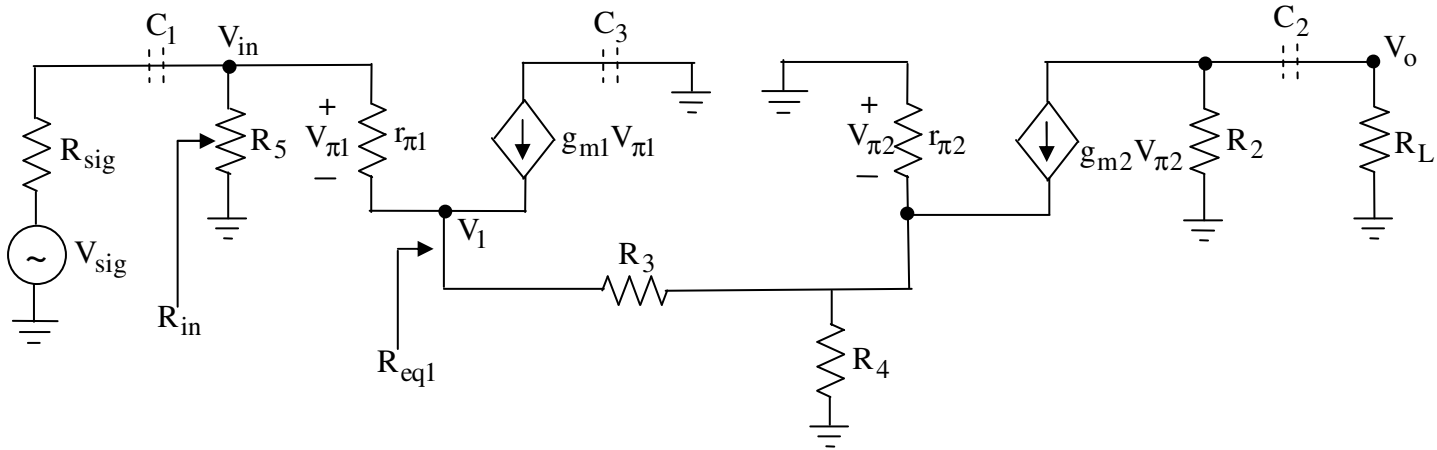 C1
Vin
C3
C2
Vo
Rsig
R5
+
Vπ1
−
rπ1
gm1Vπ1
+
Vπ2
−
rπ2
gm2Vπ2
R2
RL
~
Vsig
V1
R3
Rin
Req1
R4